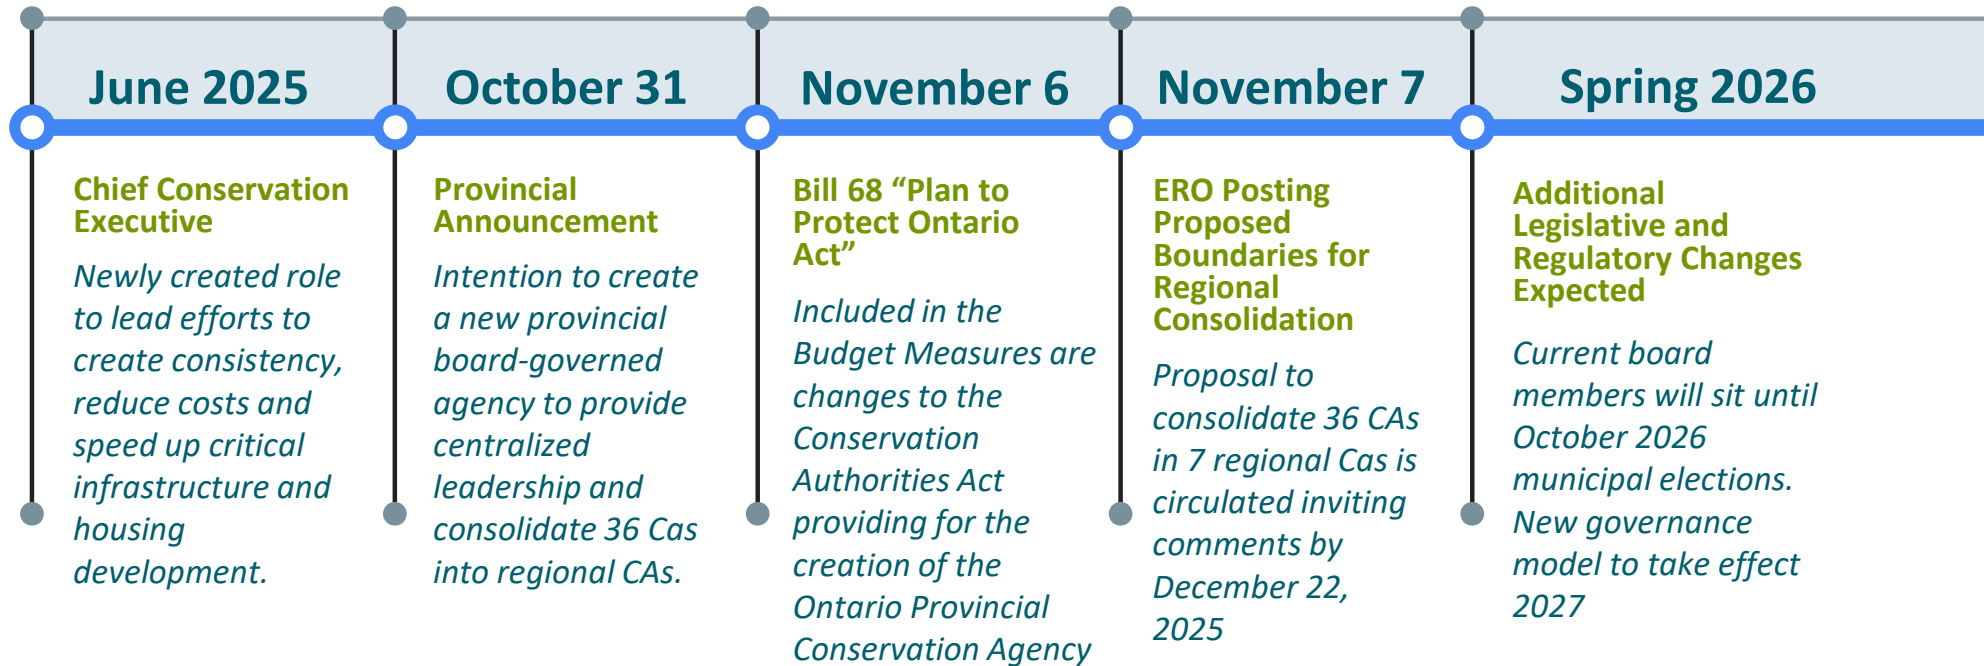 June 2025
Chief Conservation
Executive
Newly created role
to lead efforts to
create consistency,
reduce costs and
speed up critical
infrastructure and
housing
development.
October 31
Provincial
Announcement
Intention to create
a new provincial
board-governed
agency to provide
centralized
leadership and
consolidate 36 Cas
into regional CAs.
November 6
Bill 68 “Plan to
Protect Ontario
Act”
Included in the
Budget Measures are
changes to the
Conservation
Authorities Act
providing for the
creation of the
Ontario Provincial
Conservation Agency
November 7
ERO Posting
Proposed
Boundaries for
Regional
Consolidation
Proposal to
consolidate 36 CAs
in 7 regional Cas is
circulated inviting
comments by
December 22,
2025
Spring 2026
Additional
Legislative and
Regulatory Changes
Expected
Current board
members will sit until
October 2026
municipal elections.
New governance
model to take effect
2027